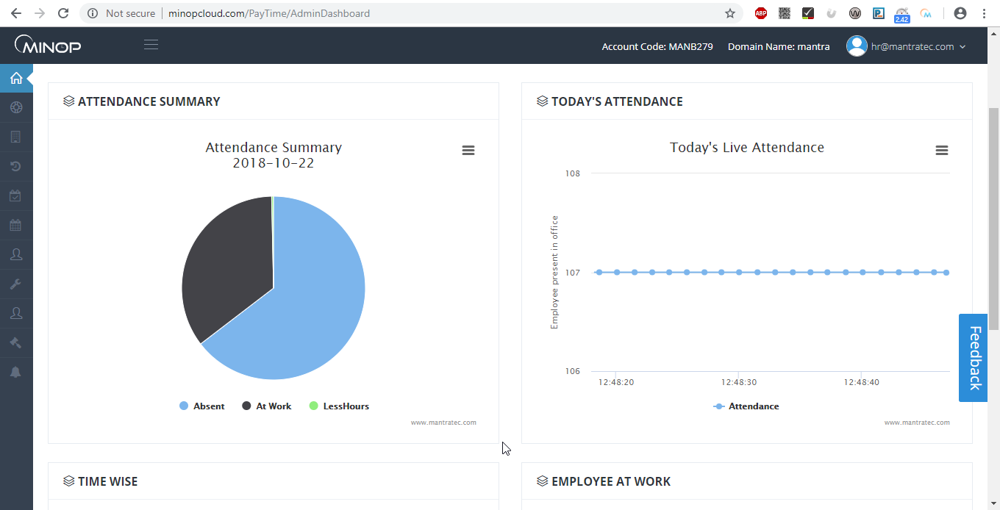 Not secure
minopcloud.com/PayTime/AdminDashboard
ABP
2.42
MINOP
Account Code: MANB279
Domain Name: mantra
hr@mantratec.com
ATTENDANCE SUMMARY
Attendance Summary
2018-10-22
Absent
At Work
LessHours
www.mantratec.com
TODAY'S ATTENDANCE
Today's Live Attendance
108
107
106
Employee present in office
12:48:20
12:48:30
12:48:40
Attendance
www.mantratec.com
Feedback
TIME WISE
EMPLOYEE AT WORK